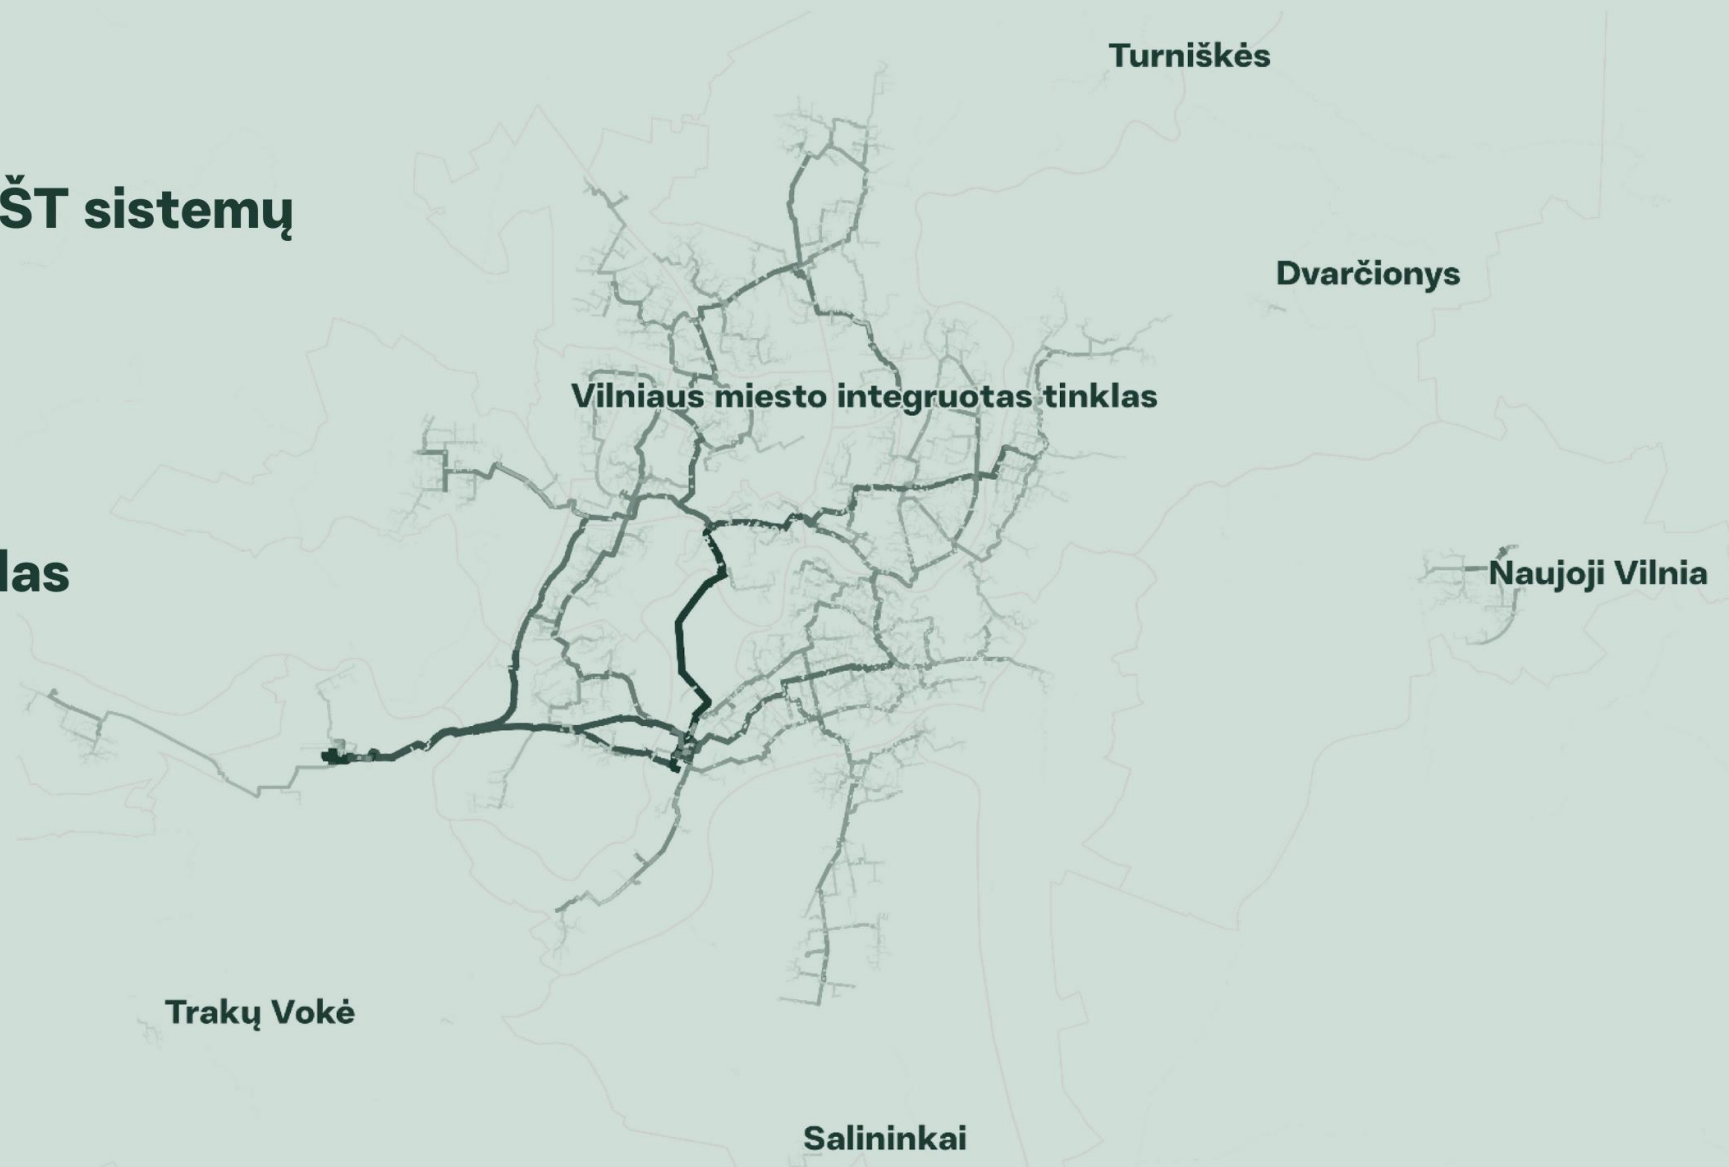 Turniškės
ŠT sistemų
Dvarčionys
Vilniaus miesto integruotas tinklas
las
Naujoji Vilnia
Trakų Vokė
Salininkai